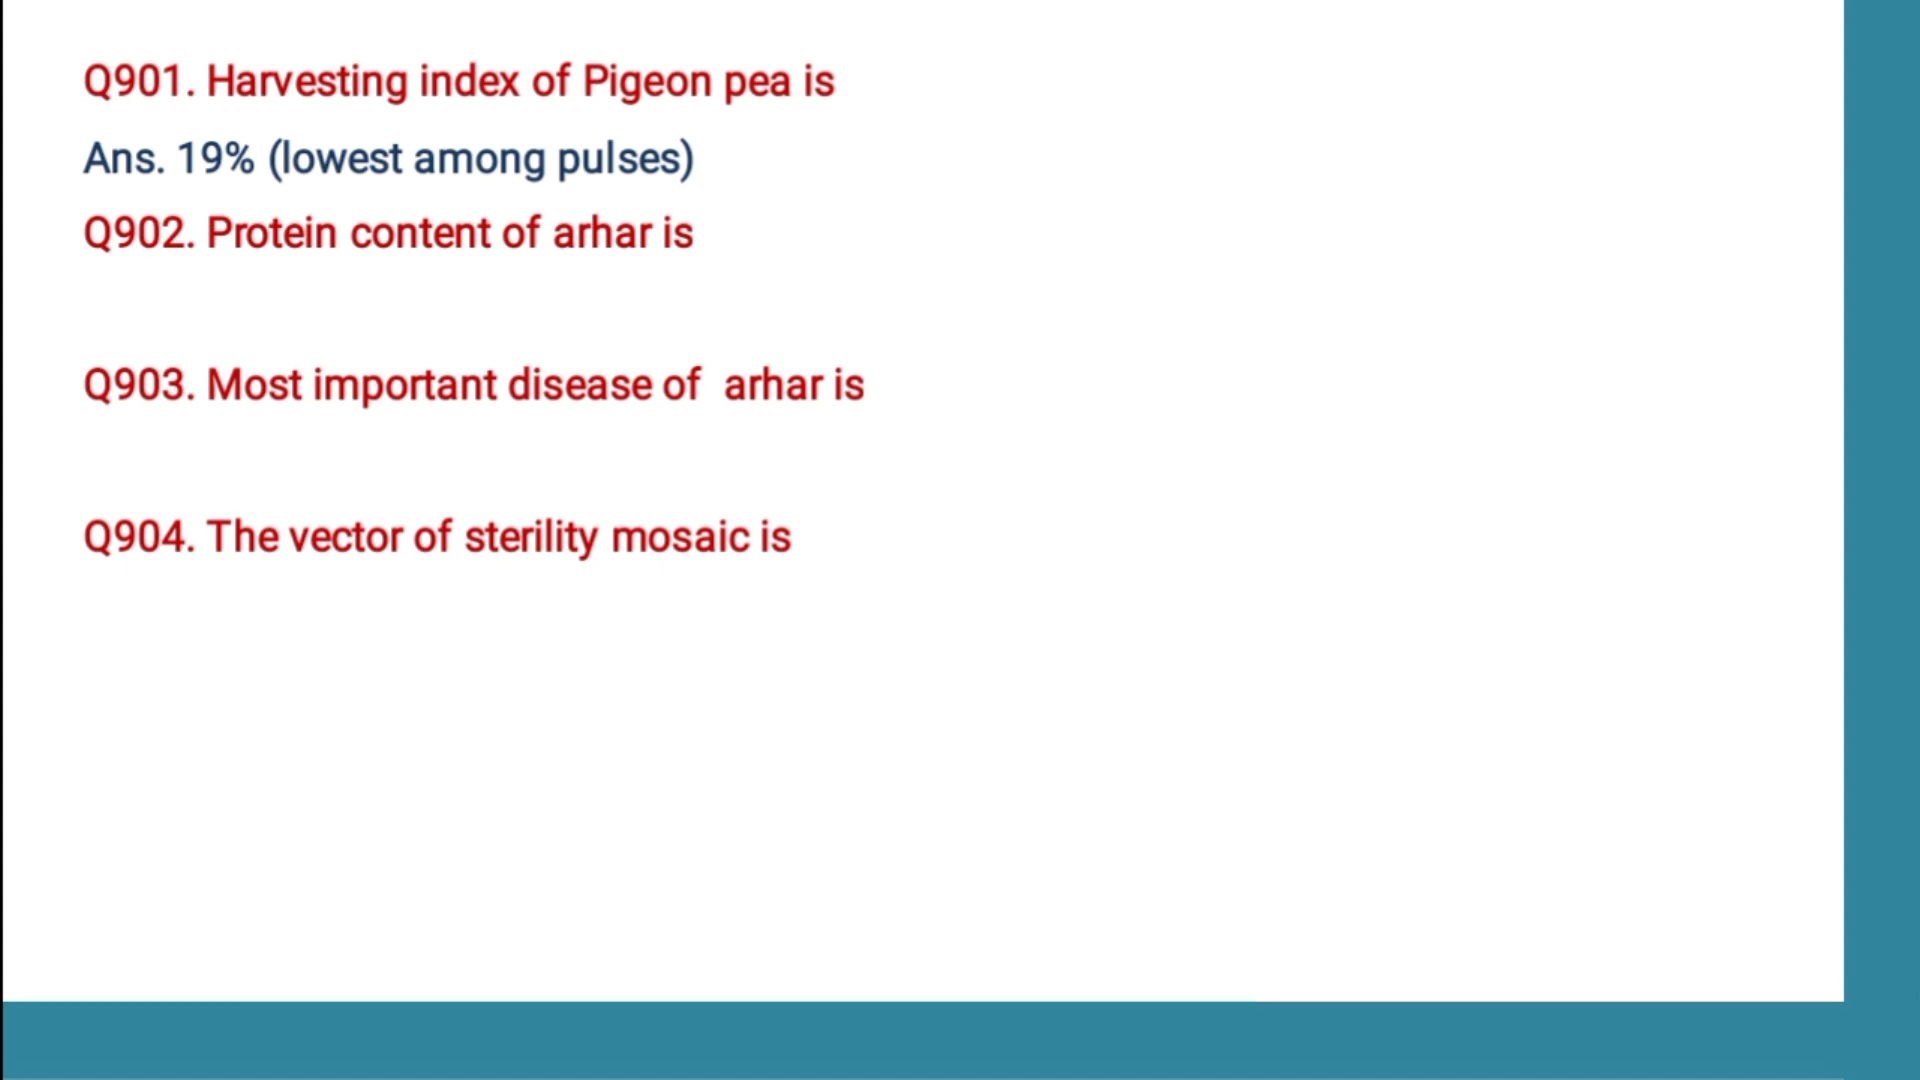 Q901. Harvesting index of Pigeon pea is
Ans. 19% (lowest among pulses)
Q902. Protein content of arhar is
Q903. Most important disease of  arhar is
Q904. The vector of sterility mosaic is